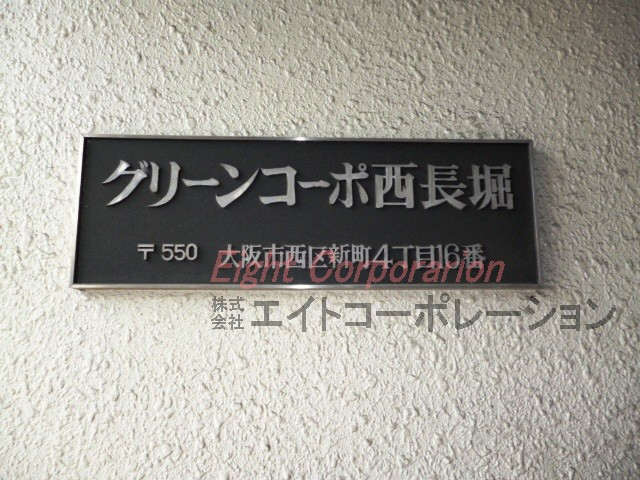 グリーンコーポ西長堀
〒550 大阪市西区新町4丁目16番
Eight Corporarion
株式会社 エイトコーポレーション